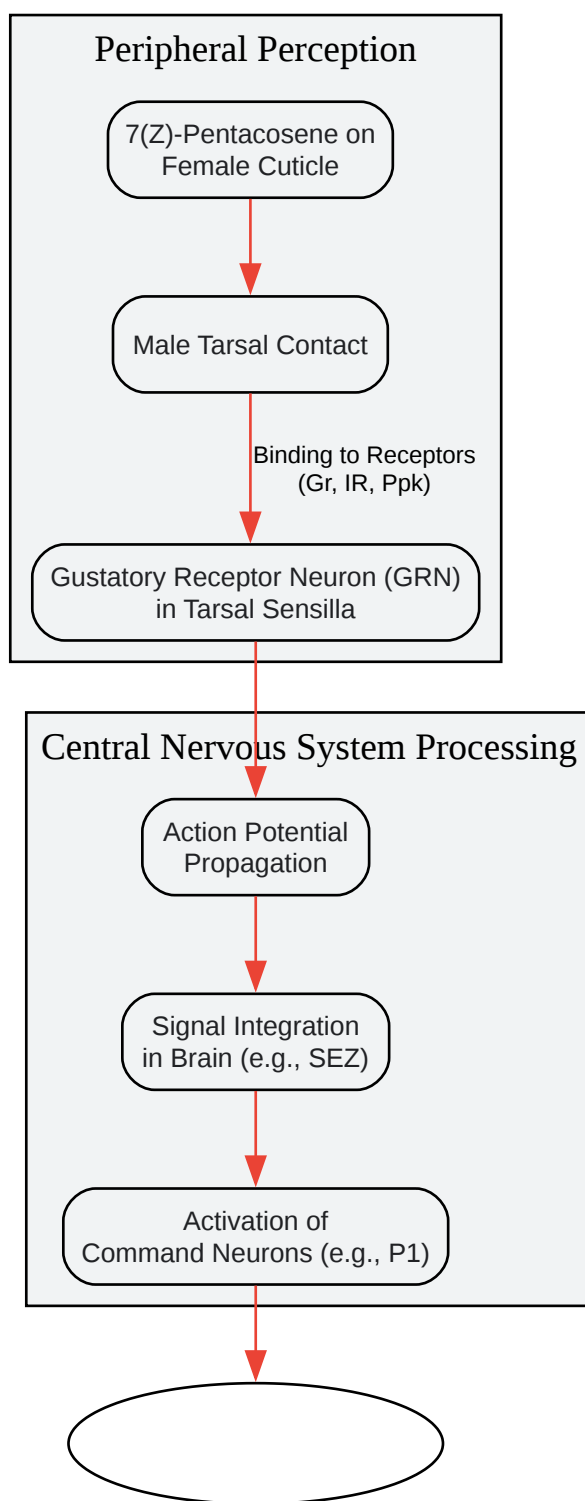 Peripheral Perception
7(Z)-Pentacosene on
Female Cuticle
Male Tarsal Contact
Binding to Receptors
(Gr, IR, Ppk)
Gustatory Receptor Neuron (GRN)
in Tarsal Sensilla
Central Nervous System Processing
Action Potential
Propagation
Signal Integration
in Brain (e.g., SEZ)
Activation of
Command Neurons (e.g., P1)